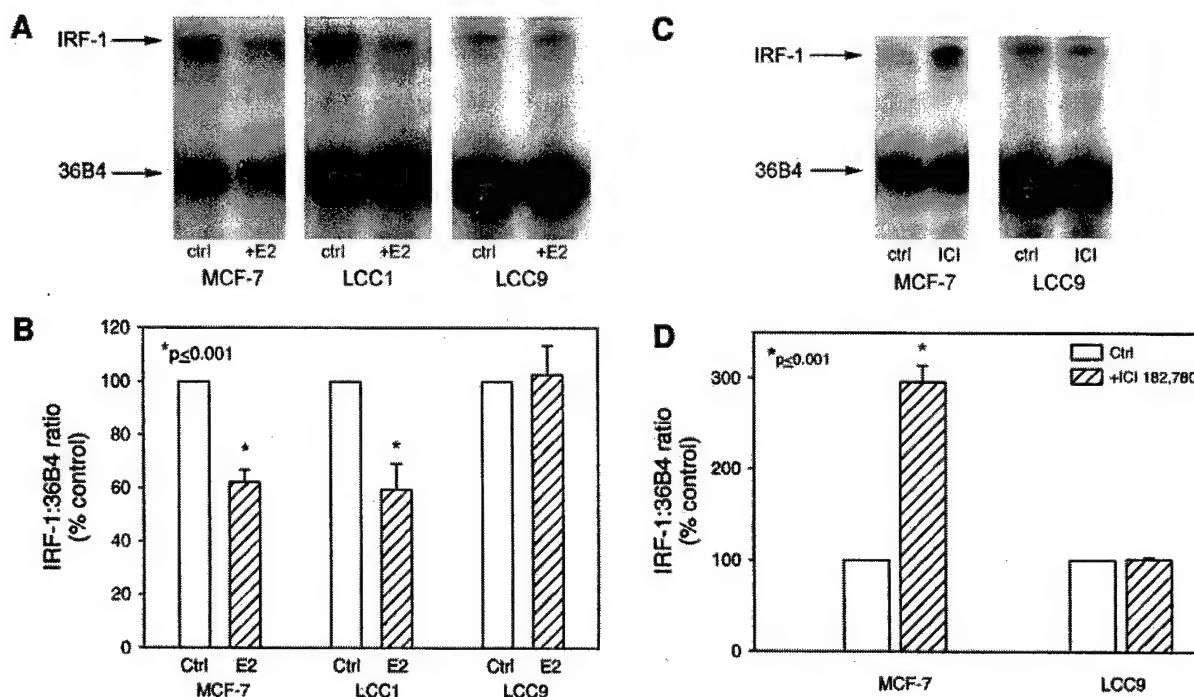 A
IRF-1
36B4
ctrl +E2 ctrl +E2 ctrl +E2
MCF-7 LCC1 LCC9
B
IRF-1:36B4 ratio
(% control)
120
100
80
60
40
20
0
*p≤0.001
*
*
Ctrl E2 Ctrl E2 Ctrl E2
MCF-7 LCC1 LCC9
C
IRF-1
36B4
ctrl ICI ctrl ICI
MCF-7 LCC9
D
IRF-1:36B4 ratio
(% control)
300
200
100
0
*p≤0.001
*
Ctrl
+ICI 182,780
MCF-7 LCC9